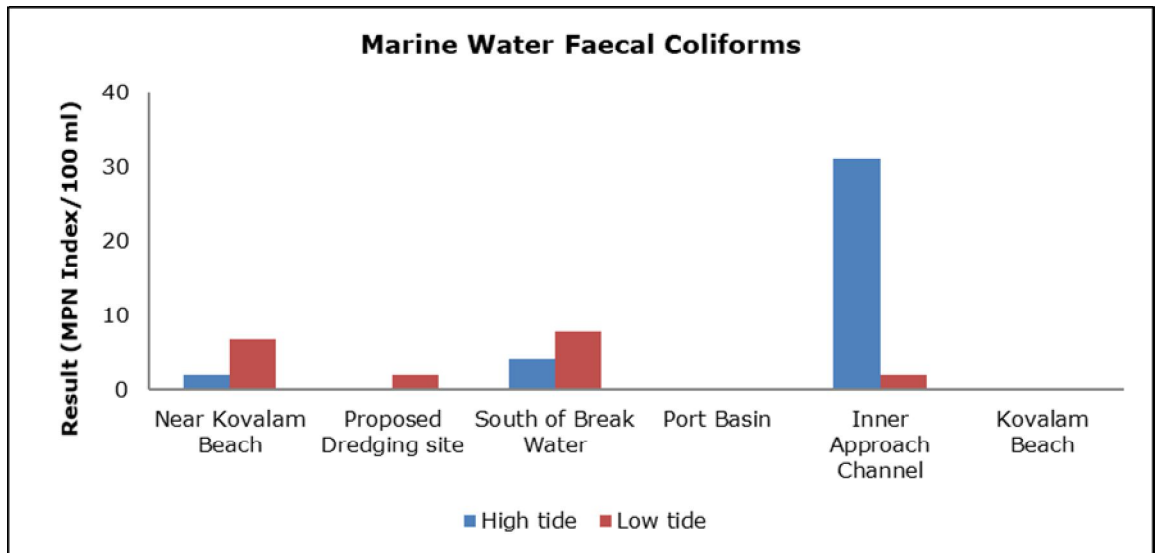 Marine Water Faecal Coliforms
Result (MPN Index/100 ml)
40
30
20
10
0
Near Kovalam
Beach
Proposed
Dredging site
South of Break
Water
Port Basin
Inner
Approach
Channel
Kovalam
Beach
High tide
Low tide